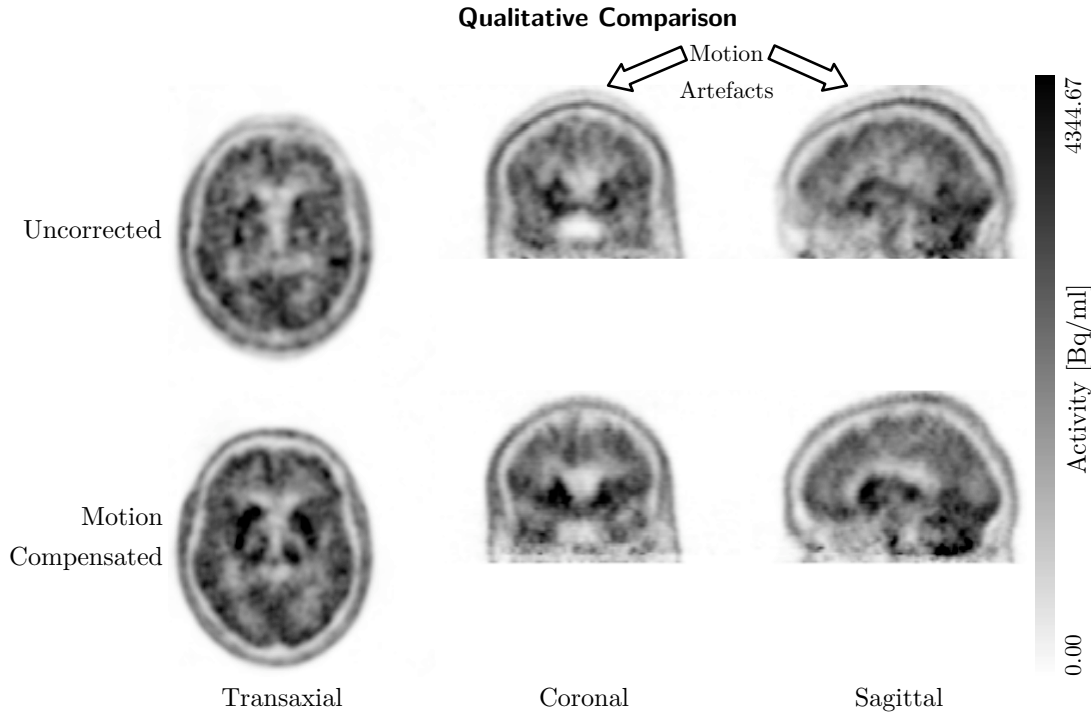 Qualitative Comparison
Motion
Artefacts
Uncorrected
Motion
Compensated
Transaxial
Coronal
Sagittal
4344.67
Activity [Bq/ml]
0.00